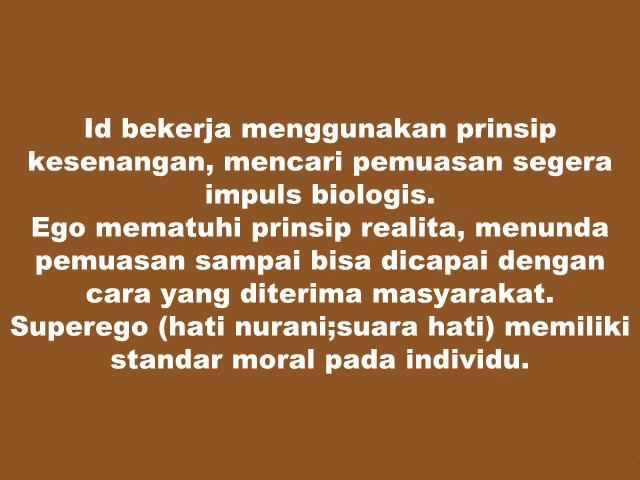 Id bekerja menggunakan prinsip
kesenangan, mencari pemuasan segera
impuls biologis.
Ego mematuhi prinsip realita, menunda
pemuasan sampai bisa dicapai dengan
cara yang diterima masyarakat.
Superego (hati nurani;suara hati) memiliki
standar moral pada individu.